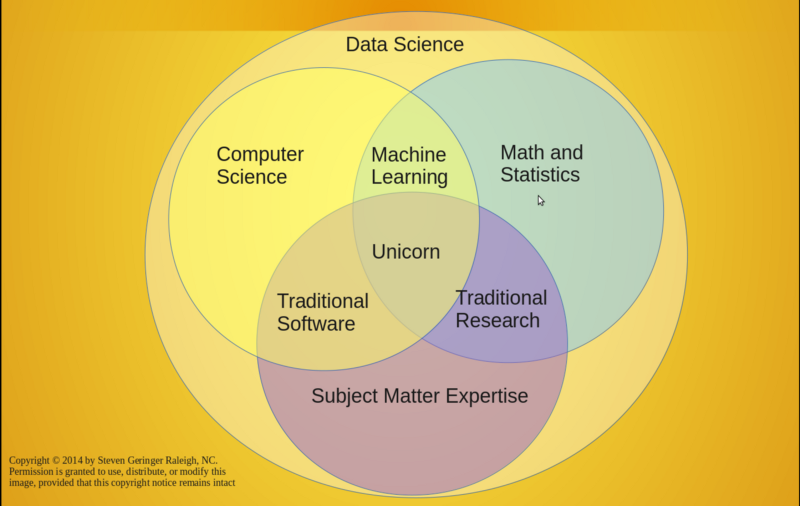 Data Science
Computer
Science
Machine
Learning
Math and
Statistics
Unicorn
Traditional
Software
Traditional
Research
Subject Matter Expertise
Copyright © 2014 by Steven Geringer Raleigh, NC.
Permission is granted to use, distribute, or modify this
image, provided that this copyright notice remains intact